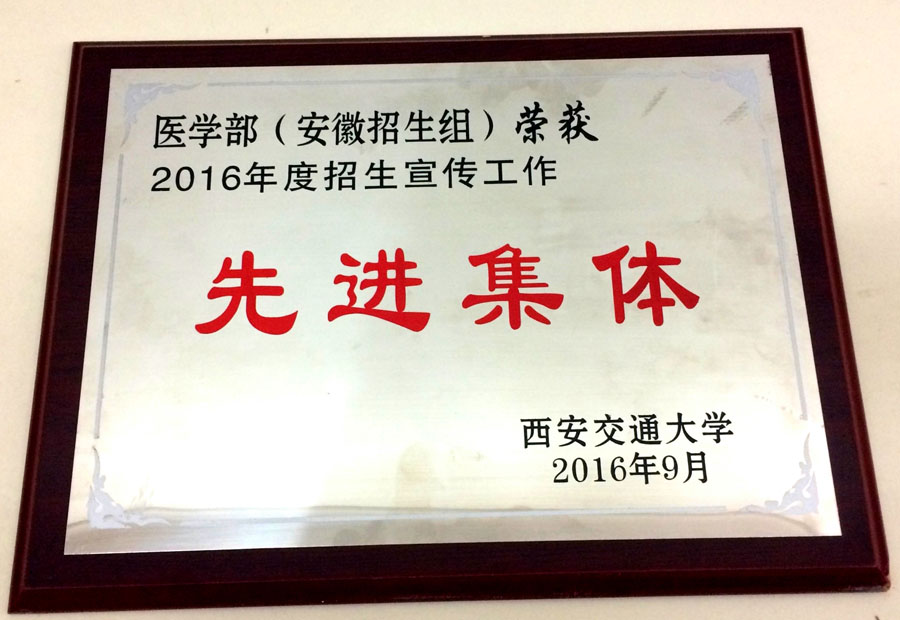 医学部（安徽招生组）荣获
2016年度招生宣传工作
先进集体
西安交通大学
2016年9月